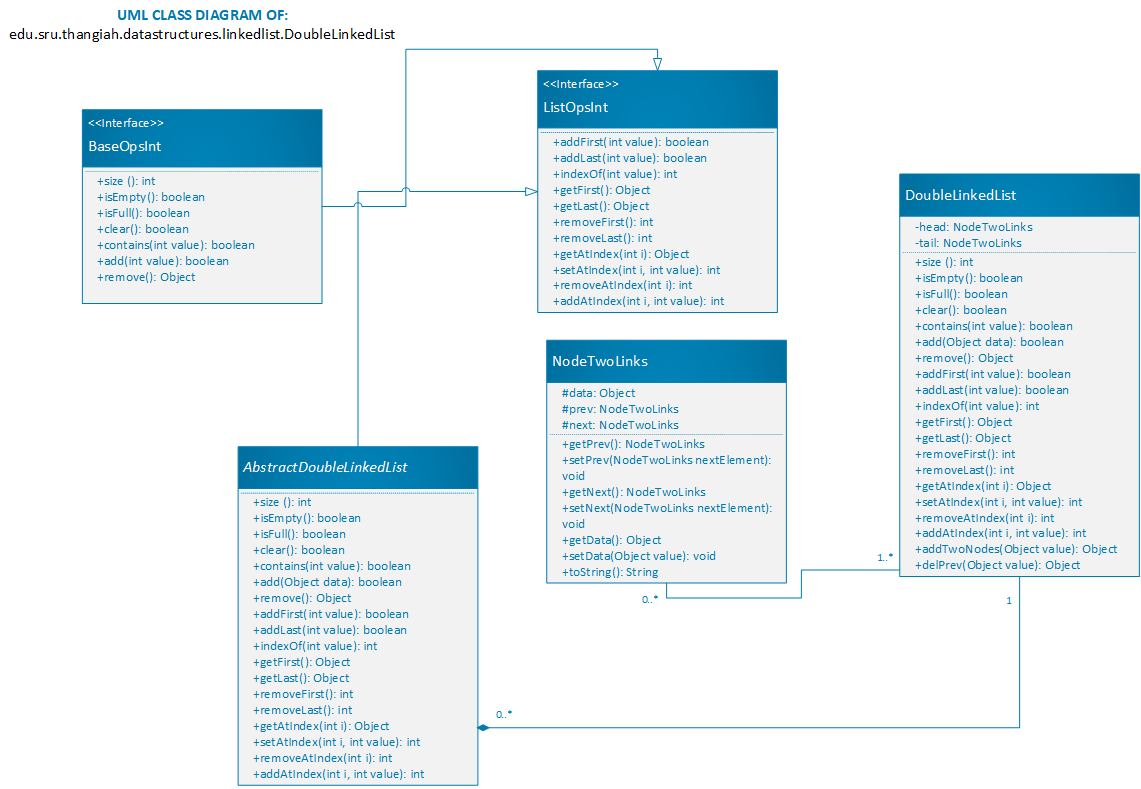 UML CLASS DIAGRAM OF:
edu.sru.thangiah.datastructures.linkedlist.DoubleLinkedList
<<Interface>>
BaseOpsInt
+size (): int
+isEmpty(): boolean
+isFull(): boolean
+clear(): boolean
+contains(int value): boolean
+add(int value): boolean
+remove(): Object
<<Interface>>
ListOpsInt
+addFirst(int value): boolean
+addLast(int value): boolean
+indexOf(int value): int
+getFirst(): Object
+getLast(): Object
+removeFirst(): int
+removeLast(): int
+getAtIndex(int i): Object
+setAtIndex(int i, int value): int
+removeAtIndex(int i): int
+addAtIndex(int i, int value): int
DoubleLinkedList
-head: NodeTwoLinks
-tail: NodeTwoLinks
+size (): int
+isEmpty(): boolean
+isFull(): boolean
+clear(): boolean
+contains(int value): boolean
+add(Object data): boolean
+remove(): Object
+addFirst(int value): boolean
+addLast(int value): boolean
+indexOf(int value): int
+getFirst(): Object
+getLast(): Object
+removeFirst(): int
+removeLast(): int
+getAtIndex(int i): Object
+setAtIndex(int i, int value): int
+removeAtIndex(int i): int
+addAtIndex(int i, int value): int
+addTwoNodes(Object value): Object
+delPrev(Object value): Object
NodeTwoLinks
#data: Object
#prev: NodeTwoLinks
#next: NodeTwoLinks
+getPrev(): NodeTwoLinks
+setPrev(NodeTwoLinks nextElement):
void
+getNext(): NodeTwoLinks
+setNext(NodeTwoLinks nextElement):
void
+getData(): Object
+setData(Object value): void
+toString(): String
AbstractDoubleLinkedList
+size (): int
+isEmpty(): boolean
+isFull(): boolean
+clear(): boolean
+contains(int value): boolean
+add(Object data): boolean
+remove(): Object
+addFirst(int value): boolean
+addLast(int value): boolean
+indexOf(int value): int
+getFirst(): Object
+getLast(): Object
+removeFirst(): int
+removeLast(): int
+getAtIndex(int i): Object
+setAtIndex(int i, int value): int
+removeAtIndex(int i): int
+addAtIndex(int i, int value): int
1..*
0..*
1
0..*